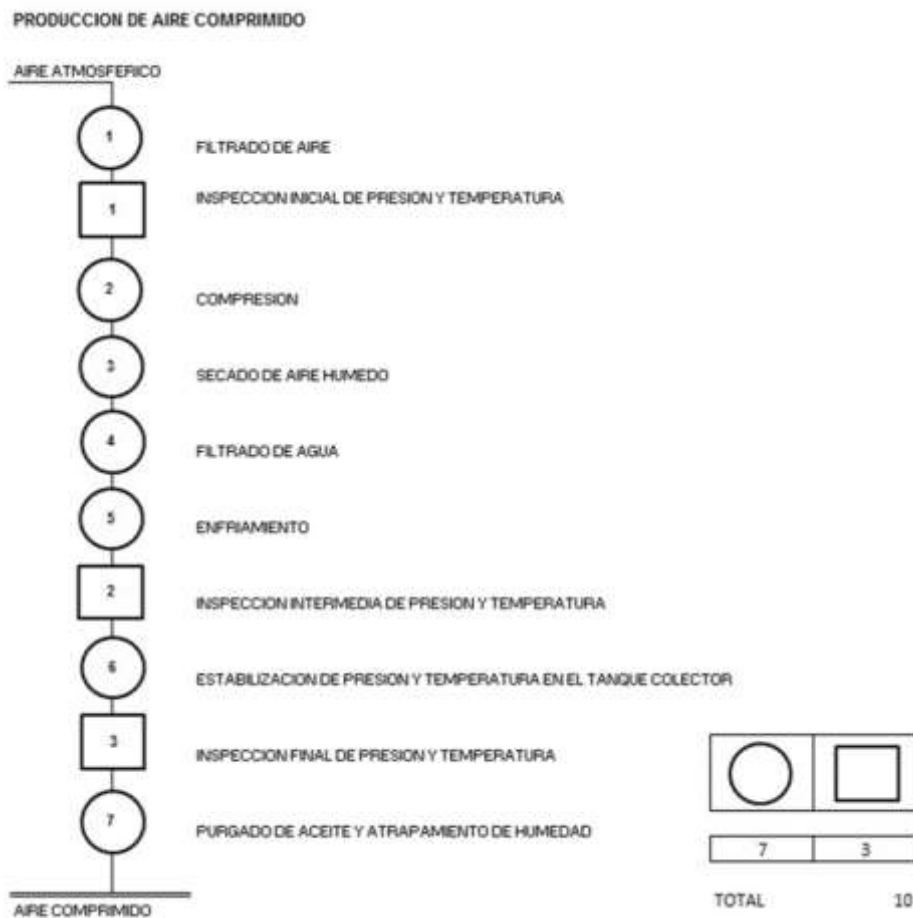 PRODUCCION DE AIRE COMPRIMIDO
AIRE ATMOSFERICO
1
FILTRADO DE AIRE
1
INSPECCION INICIAL DE PRESION Y TEMPERATURA
2
COMPRESION
3
SECADO DE AIRE HUMEDO
4
FILTRADO DE AGUA
5
ENFRIAMIENTO
2
INSPECCION INTERMEDIA DE PRESION Y TEMPERATURA
6
ESTABILIZACION DE PRESION Y TEMPERATURA EN EL TANQUE COLECTOR
3
INSPECCION FINAL DE PRESION Y TEMPERATURA
7
PURGADO DE ACEITE Y ATRAPAMIENTO DE HUMEDAD
7 3
TOTAL 10
AIRE COMPRIMIDO